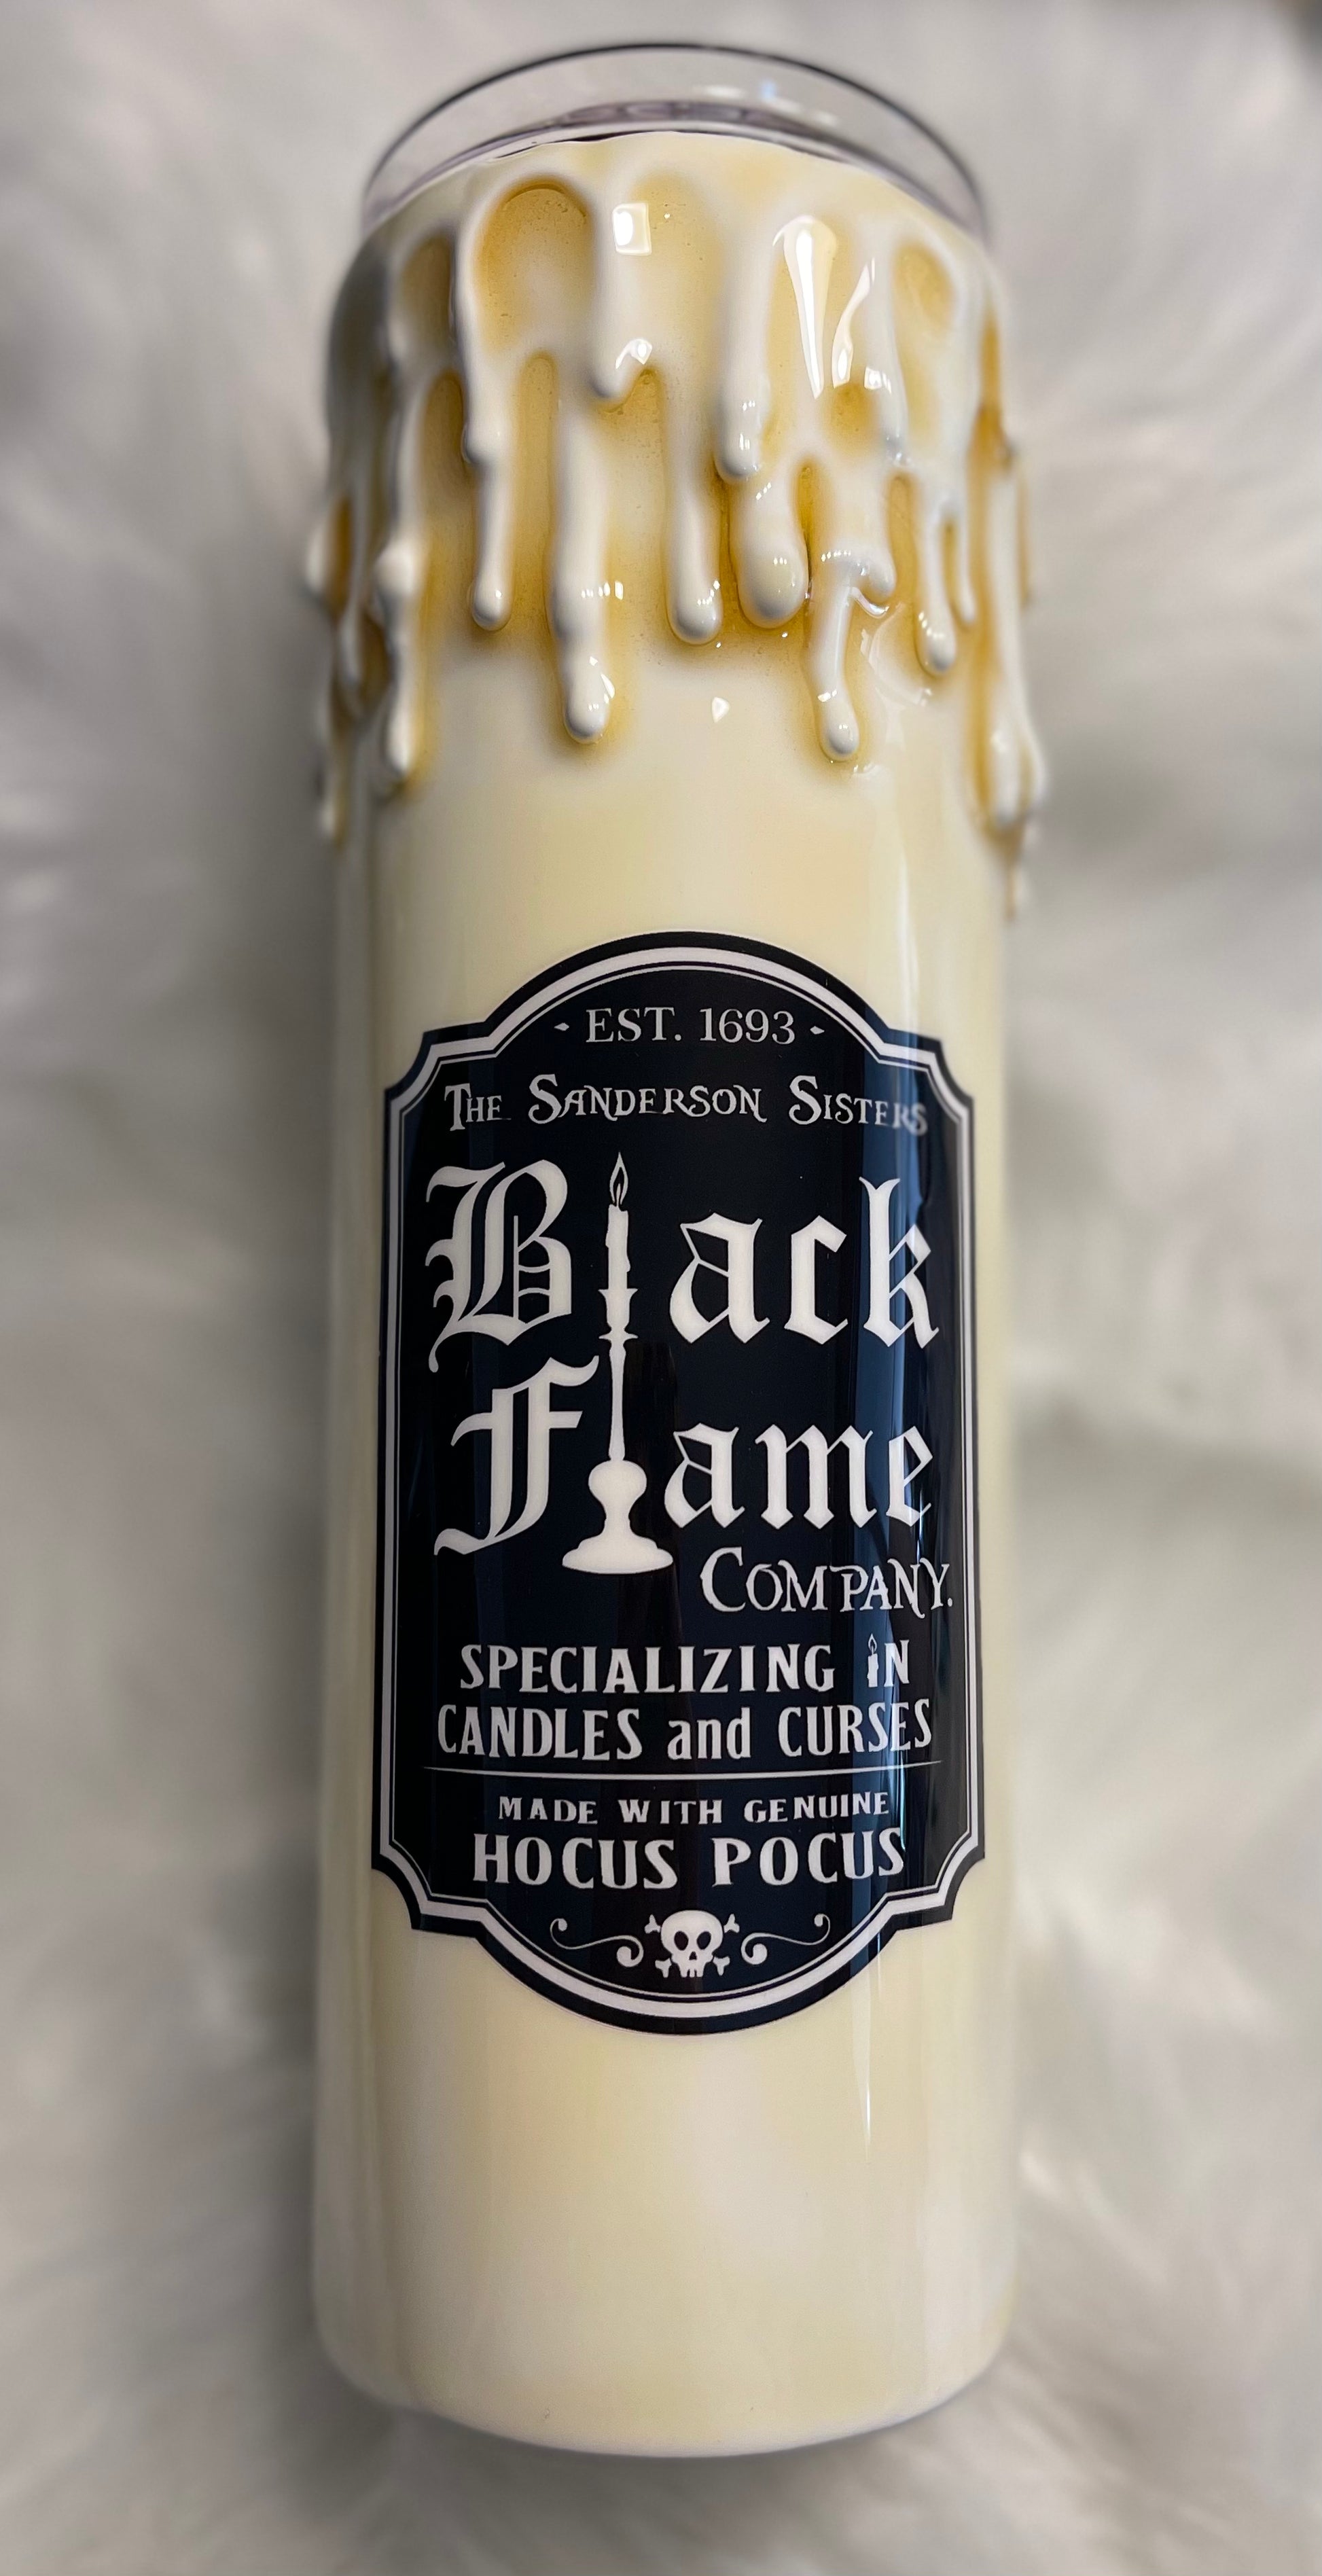 - EST. 1693 -
THE SANDERSON SISTERS
Black
Flame
COMPANY.
SPECIALIZING iN
CANDLES and CURSES
MADE WITH GENUINE
HOCUS POCUS